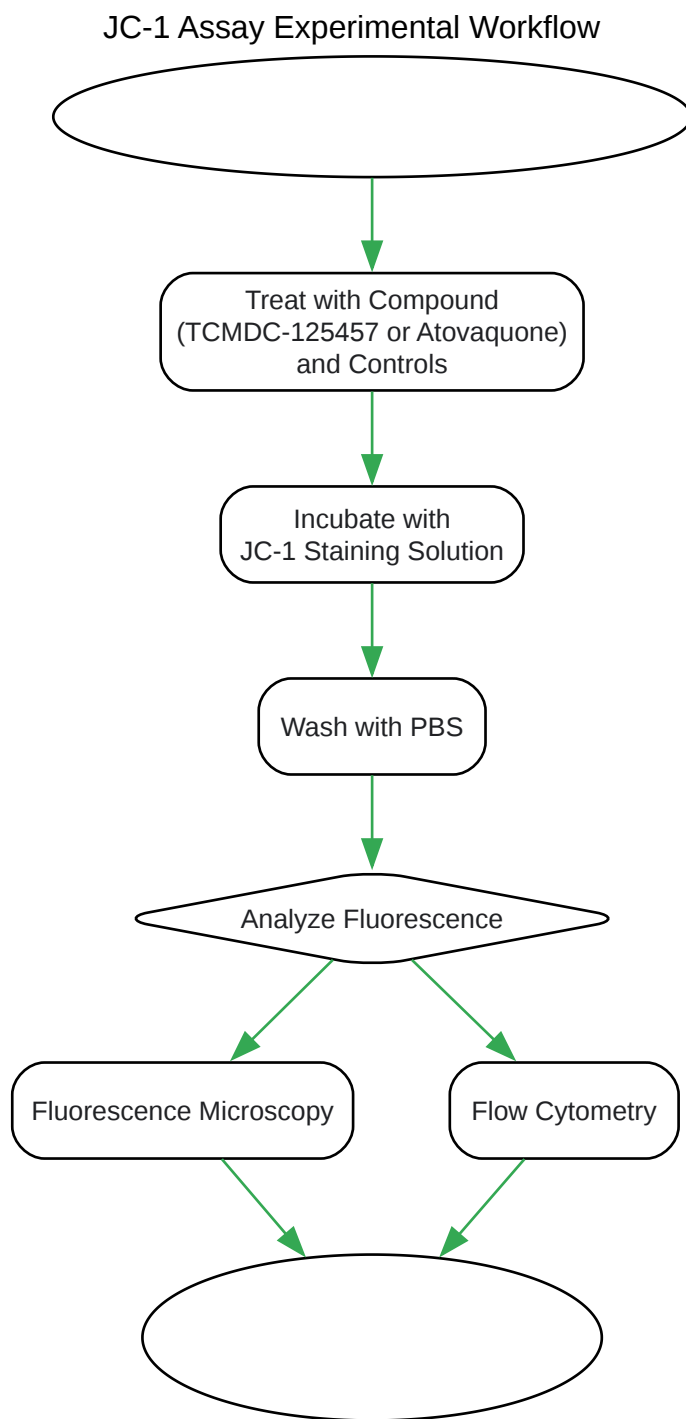 JC-1 Assay Experimental Workflow
Treat with Compound
(TCMDC-125457 or Atovaquone)
and Controls
Incubate with
JC-1 Staining Solution
Wash with PBS
Analyze Fluorescence
Fluorescence Microscopy
Flow Cytometry